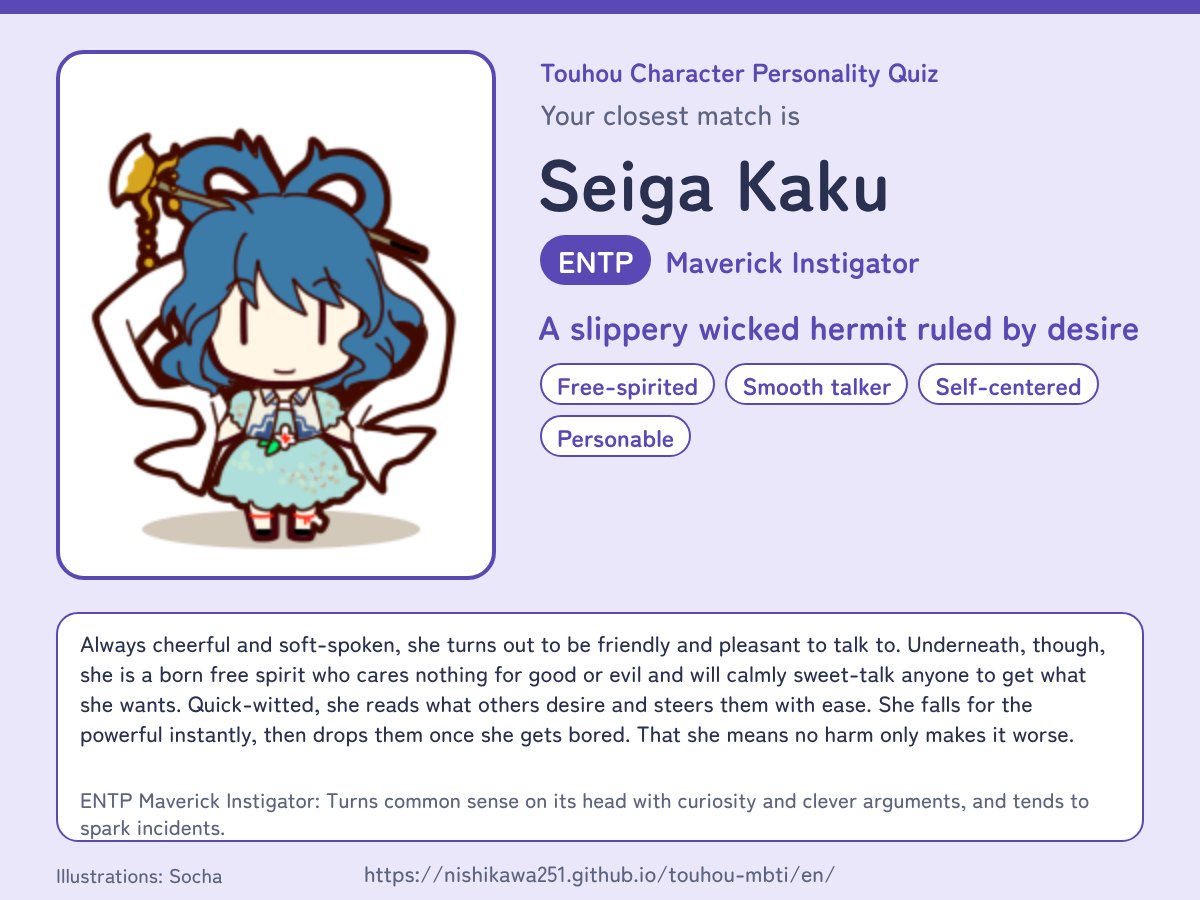 Touhou Character Personality Quiz
Your closest match is
Seiga Kaku
ENTP Maverick Instigator
A slippery wicked hermit ruled by desire
Free-spirited Smooth talker Self-centered
Personable
Always cheerful and soft-spoken, she turns out to be friendly and pleasant to talk to. Underneath, though,
she is a born free spirit who cares nothing for good or evil and will calmly sweet-talk anyone to get what
she wants. Quick-witted, she reads what others desire and steers them with ease. She falls for the
powerful instantly, then drops them once she gets bored. That she means no harm only makes it worse.
ENTP Maverick Instigator: Turns common sense on its head with curiosity and clever arguments, and tends to
spark incidents.
Illustrations: Socha https://nishikawa251.github.io/touhou-mbti/en/